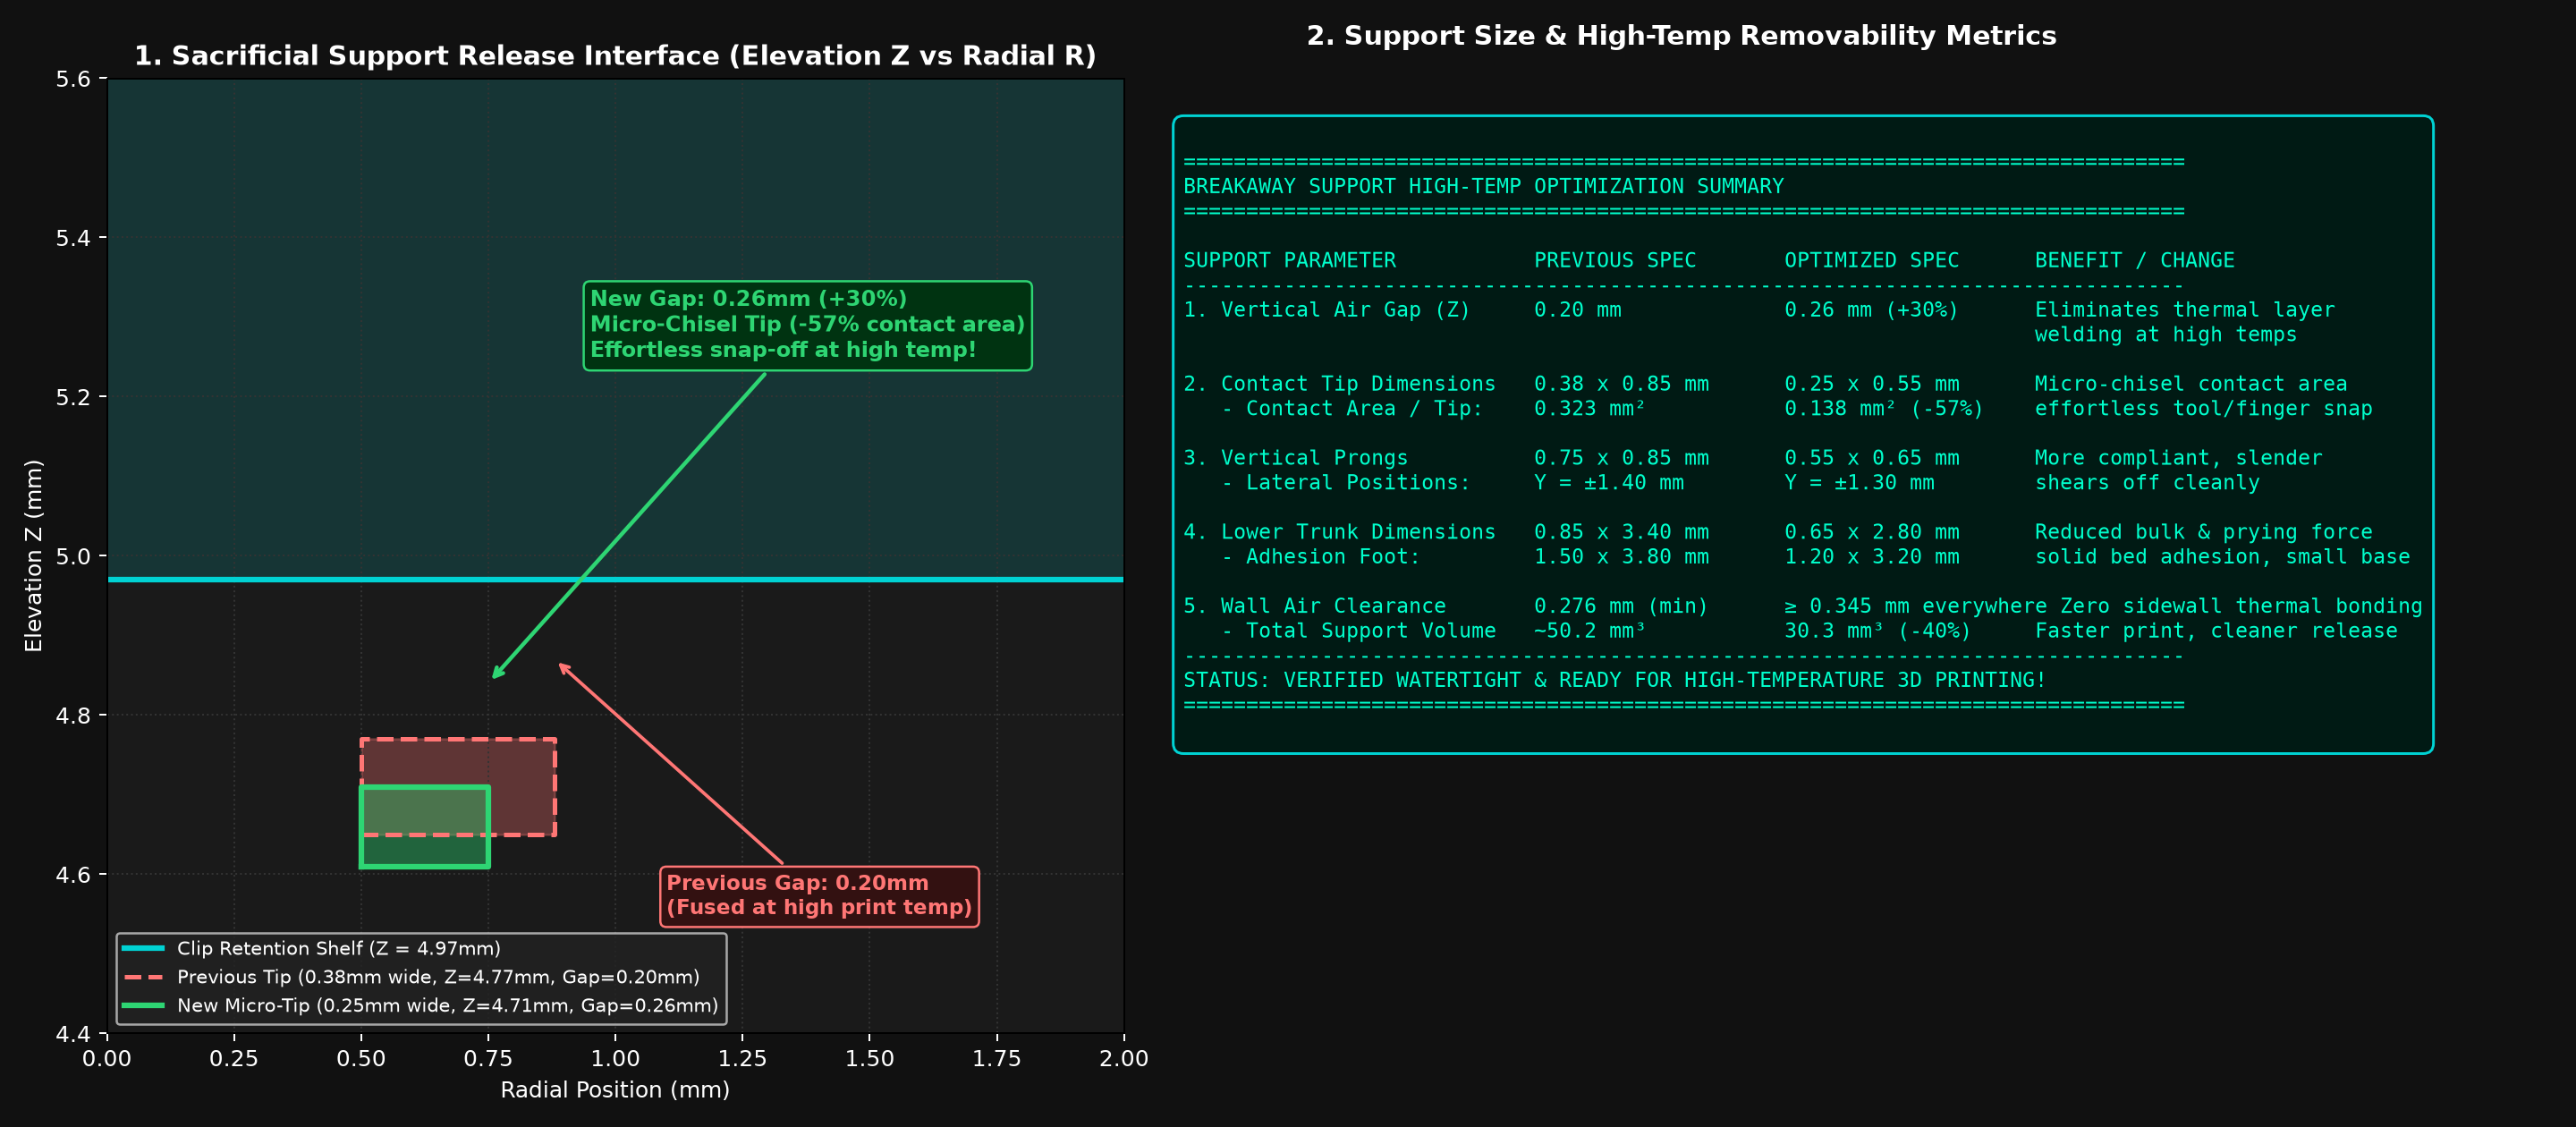 1. Sacrificial Support Release Interface (Elevation Z vs Radial R)
5.6
5.4
5.2
5.0
4.8
4.6
4.4
Elevation Z (mm)
New Gap: 0.26mm (+30%)
Micro-Chisel Tip (-57% contact area)
Effortless snap-off at high temp!
Previous Gap: 0.20mm
(Fused at high print temp)
Clip Retention Shelf (Z = 4.97mm)
Previous Tip (0.38mm wide, Z=4.77mm, Gap=0.20mm)
New Micro-Tip (0.25mm wide, Z=4.71mm, Gap=0.26mm)
0.00 0.25 0.50 0.75 1.00 1.25 1.50 1.75 2.00
Radial Position (mm)
2. Support Size & High-Temp Removability Metrics
================================================================================
BREAKAWAY SUPPORT HIGH-TEMP OPTIMIZATION SUMMARY
================================================================================
SUPPORT PARAMETER           PREVIOUS SPEC       OPTIMIZED SPEC      BENEFIT / CHANGE
--------------------------------------------------------------------------------
1. Vertical Air Gap (Z)     0.20 mm             0.26 mm (+30%)      Eliminates thermal layer
welding at high temps
2. Contact Tip Dimensions   0.38 x 0.85 mm      0.25 x 0.55 mm      Micro-chisel contact area
- Contact Area / Tip:    0.323 mm²           0.138 mm² (-57%)    effortless tool/finger snap
3. Vertical Prongs          0.75 x 0.85 mm      0.55 x 0.65 mm      More compliant, slender
- Lateral Positions:     Y = ±1.40 mm        Y = ±1.30 mm        shears off cleanly
4. Lower Trunk Dimensions   0.85 x 3.40 mm      0.65 x 2.80 mm      Reduced bulk & prying force
- Adhesion Foot:         1.50 x 3.80 mm      1.20 x 3.20 mm      solid bed adhesion, small base
5. Wall Air Clearance       0.276 mm (min)      ≥ 0.345 mm everywhere Zero sidewall thermal bonding
- Total Support Volume   ~50.2 mm³           30.3 mm³ (-40%)     Faster print, cleaner release
--------------------------------------------------------------------------------
STATUS: VERIFIED WATERTIGHT & READY FOR HIGH-TEMPERATURE 3D PRINTING!
================================================================================